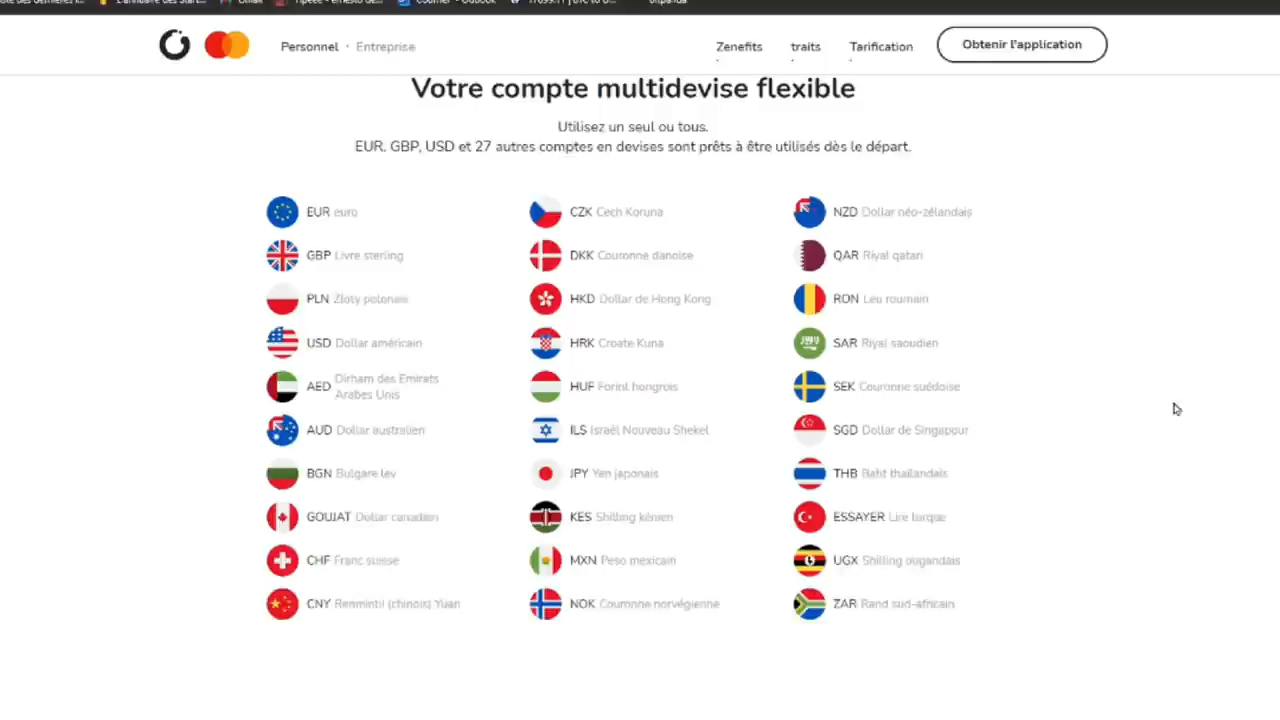 Gmail
Personnel · Entreprise
Zenefits
traits
Tarification
Obtenir l'application
Votre compte multidevise flexible
Utilisez un seul ou tous.
EUR, GBP, USD et 27 autres comptes en devises sont prêts à être utilisés dès le départ.
EUR euro
GBP Livre sterling
PLN Zloty polonais
USD Dollar américain
AED Dirham des Emirats
Arabes Unis
AUD Dollar australien
BGN Bulgare lev
GOUJAT Dollar canadien
CHF Franc suisse
CNY Renminbi (chinois) Yuan
CZK Cech Koruna
DKK Couronne danoise
HKD Dollar de Hong Kong
HRK Croate Kuna
HUF Forint hongrois
ILS Israël Nouveau Shekel
JPY Yen japonais
KES Shilling kényen
MXN Peso mexicain
NOK Couronne norvégienne
NZD Dollar néo-zélandais
QAR Riyal qatari
RON Leu roumain
SAR Riyal saoudien
SEK Couronne suédoise
SGD Dollar de Singapour
THB Baht thaïlandais
ESSAYER Lire turque
UGX Shilling ougandais
ZAR Rand sud-africain